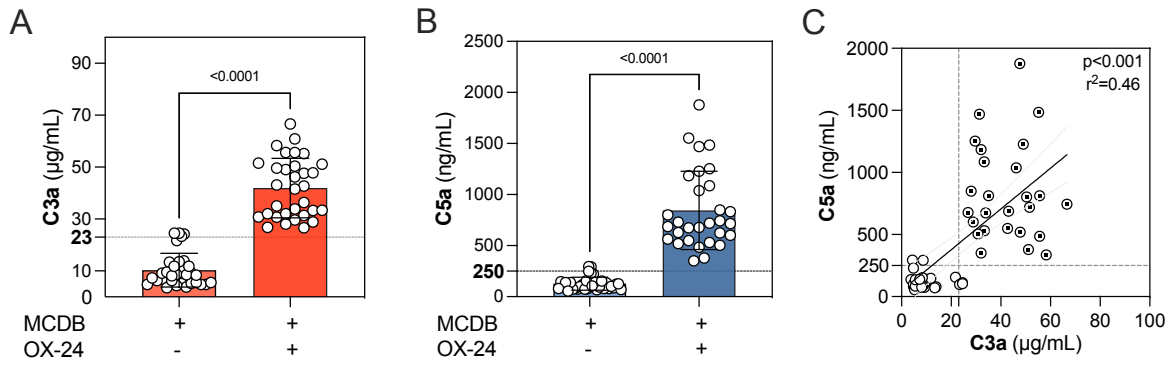 A
C3a (µg/mL)
90
70
50
30
23
10
0
<0.0001
MCDB + +
OX-24 - +
B
C5a (ng/mL)
2500
2000
1500
1000
500
250
0
<0.0001
MCDB + +
OX-24 - +
C
C5a (ng/mL)
2000
1500
1000
500
250
0
p<0.001
r²=0.46
0 20 40 60 80 100
C3a (µg/mL)